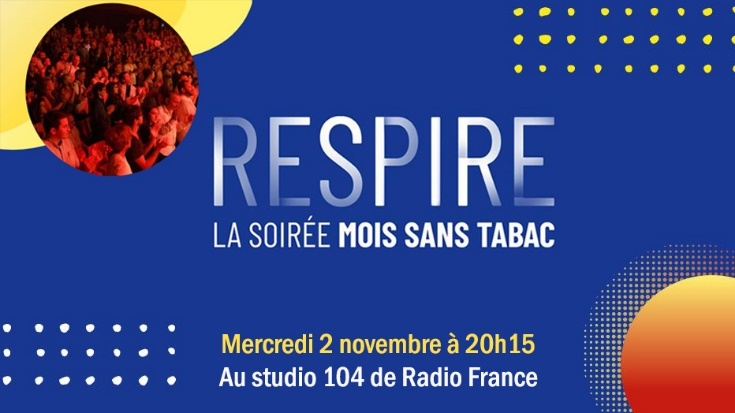 RESPIRE
LA SOIRÉE MOIS SANS TABAC
Mercredi 2 novembre à 20h15
Au studio 104 de Radio France